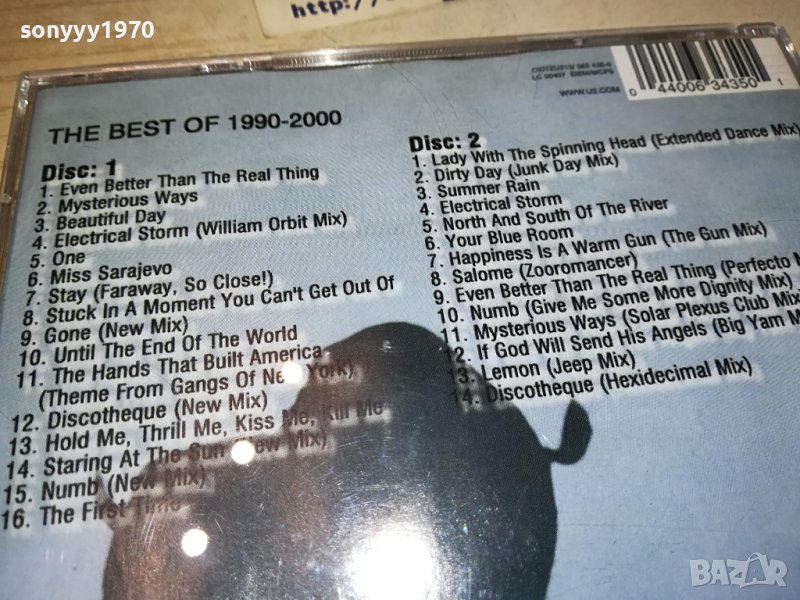 sonyyy1970
http://
WWW.U2.COM
0 44006 34350 1
THE BEST OF 1990-2000
Disc: 1
1. Even Better Than The Real Thing
2. Mysterious Ways
3. Beautiful Day
4. Electrical Storm (William Orbit Mix)
5. One
6. Miss Sarajevo
7. Stay (Faraway, So Close!)
8. Stuck In A Moment You Can't Get Out Of
9. Gone (New Mix)
10. Until The End Of The World
11. The Hands That Built America
(Theme From Gangs Of New York)
12. Discotheque (New Mix)
13. Hold Me, Thrill Me, Kiss Me, Kill Me
14. Staring At The Sun (New Mix)
15. Numb (New Mix)
16. The First Time
Disc: 2
1. Lady With The Spinning Head (Extended Dance Mix)
2. Dirty Day (Junk Day Mix)
3. Summer Rain
4. Electrical Storm
5. North And South Of The River
6. Your Blue Room
7. Happiness Is A Warm Gun (The Gun Mix)
8. Salome (Zooromancer)
9. Even Better Than The Real Thing (Perfecto M
10. Numb (Give Me Some More Dignity Mix)
11. Mysterious Ways (Solar Plexus Club Mix
12. If God Will Send His Angels (Big Yam M
13. Lemon (Jeep Mix)
14. Discotheque (Hexidecimal Mix)
BAZAR